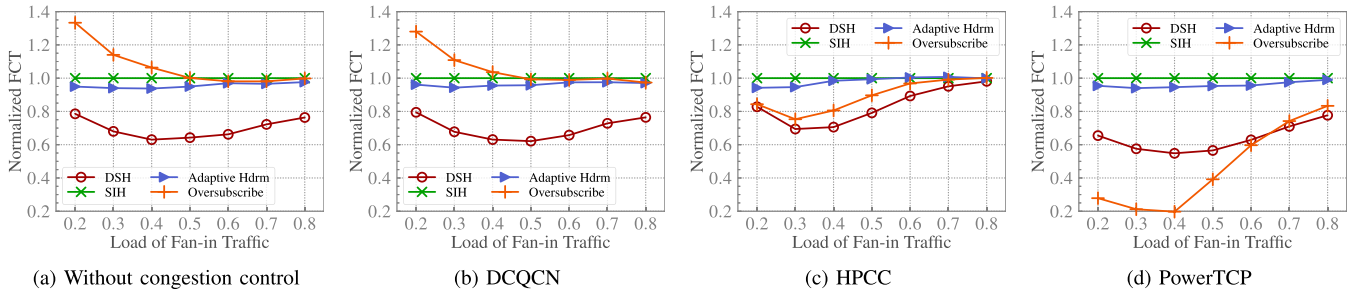 1.4
1.2
1.0
0.8
0.6
0.4
0.2
Normalized FCT
DSH
SIH
Adaptive Hdrm
Oversubscribe
0.2 0.3 0.4 0.5 0.6 0.7 0.8
Load of Fan-in Traffic
(a) Without congestion control
1.4
1.2
1.0
0.8
0.6
0.4
0.2
Normalized FCT
DSH
SIH
Adaptive Hdrm
Oversubscribe
0.2 0.3 0.4 0.5 0.6 0.7 0.8
Load of Fan-in Traffic
(b) DCQCN
1.4
1.2
1.0
0.8
0.6
0.4
0.2
Normalized FCT
DSH
SIH
Adaptive Hdrm
Oversubscribe
0.2 0.3 0.4 0.5 0.6 0.7 0.8
Load of Fan-in Traffic
(c) HPCC
1.4
1.2
1.0
0.8
0.6
0.4
0.2
Normalized FCT
DSH
SIH
Adaptive Hdrm
Oversubscribe
0.2 0.3 0.4 0.5 0.6 0.7 0.8
Load of Fan-in Traffic
(d) PowerTCP